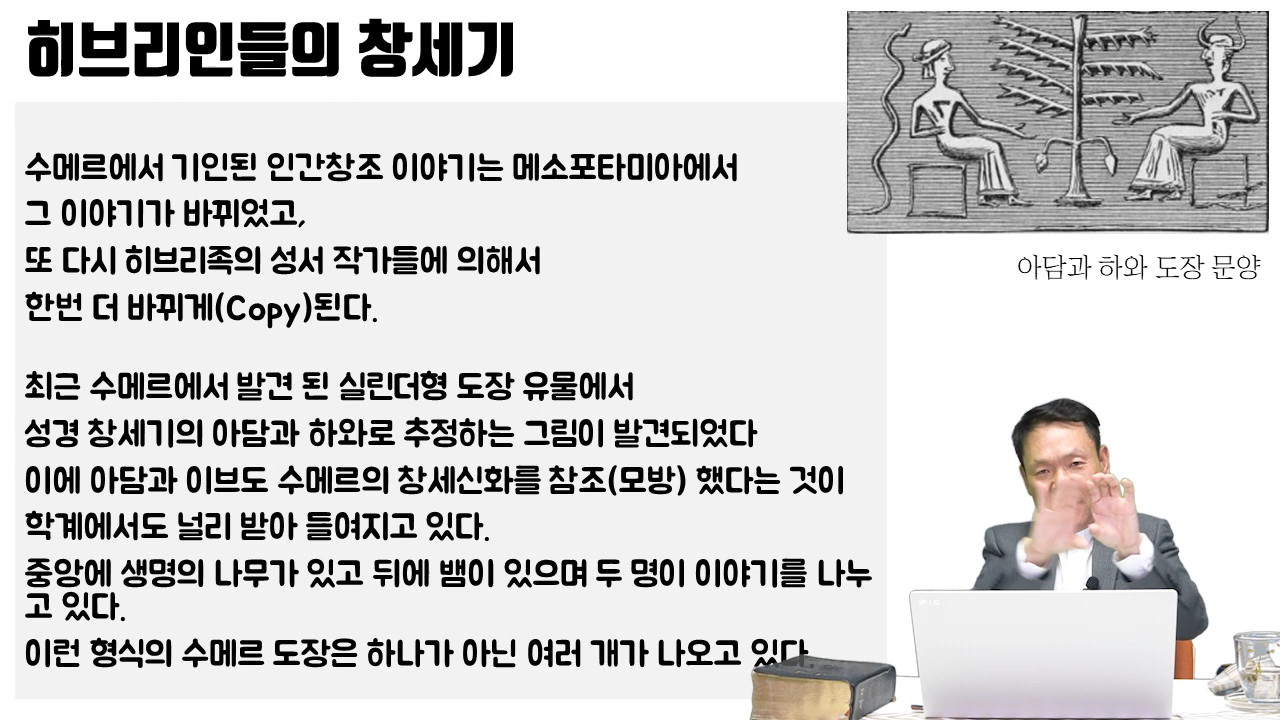 히브리인들의 창세기
수메르에서 기인된 인간창조 이야기는 메소포타미아에서
그 이야기가 바뀌었고,
또 다시 히브리족의 성서 작가들에 의해서
한번 더 바뀌게(Copy)된다.
최근 수메르에서 발견 된 실린더형 도장 유물에서
성경 창세기의 아담과 하와로 추정하는 그림이 발견되었다
이에 아담과 이브도 수메르의 창세신화를 참조(모방) 했다는 것이
학계에서도 널리 받아 들여지고 있다.
중앙에 생명의 나무가 있고 뒤에 뱀이 있으며 두 명이 이야기를 나누
고 있다.
이런 형식의 수메르 도장은 하나가 아닌 여러 개가 나오고 있다.
아담과 하와 도장 문양
LG